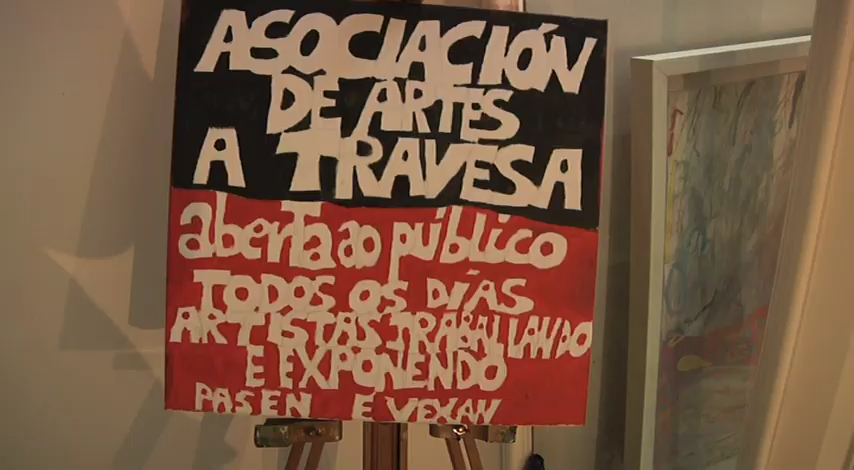 ASOCIACIÓN
DE ARTES
A TRAVESA
aberta ao público
TODOS OS DÍAS
ARTISTAS TRABALLANDO
E EXPONENDO
PASEN E VEXAN